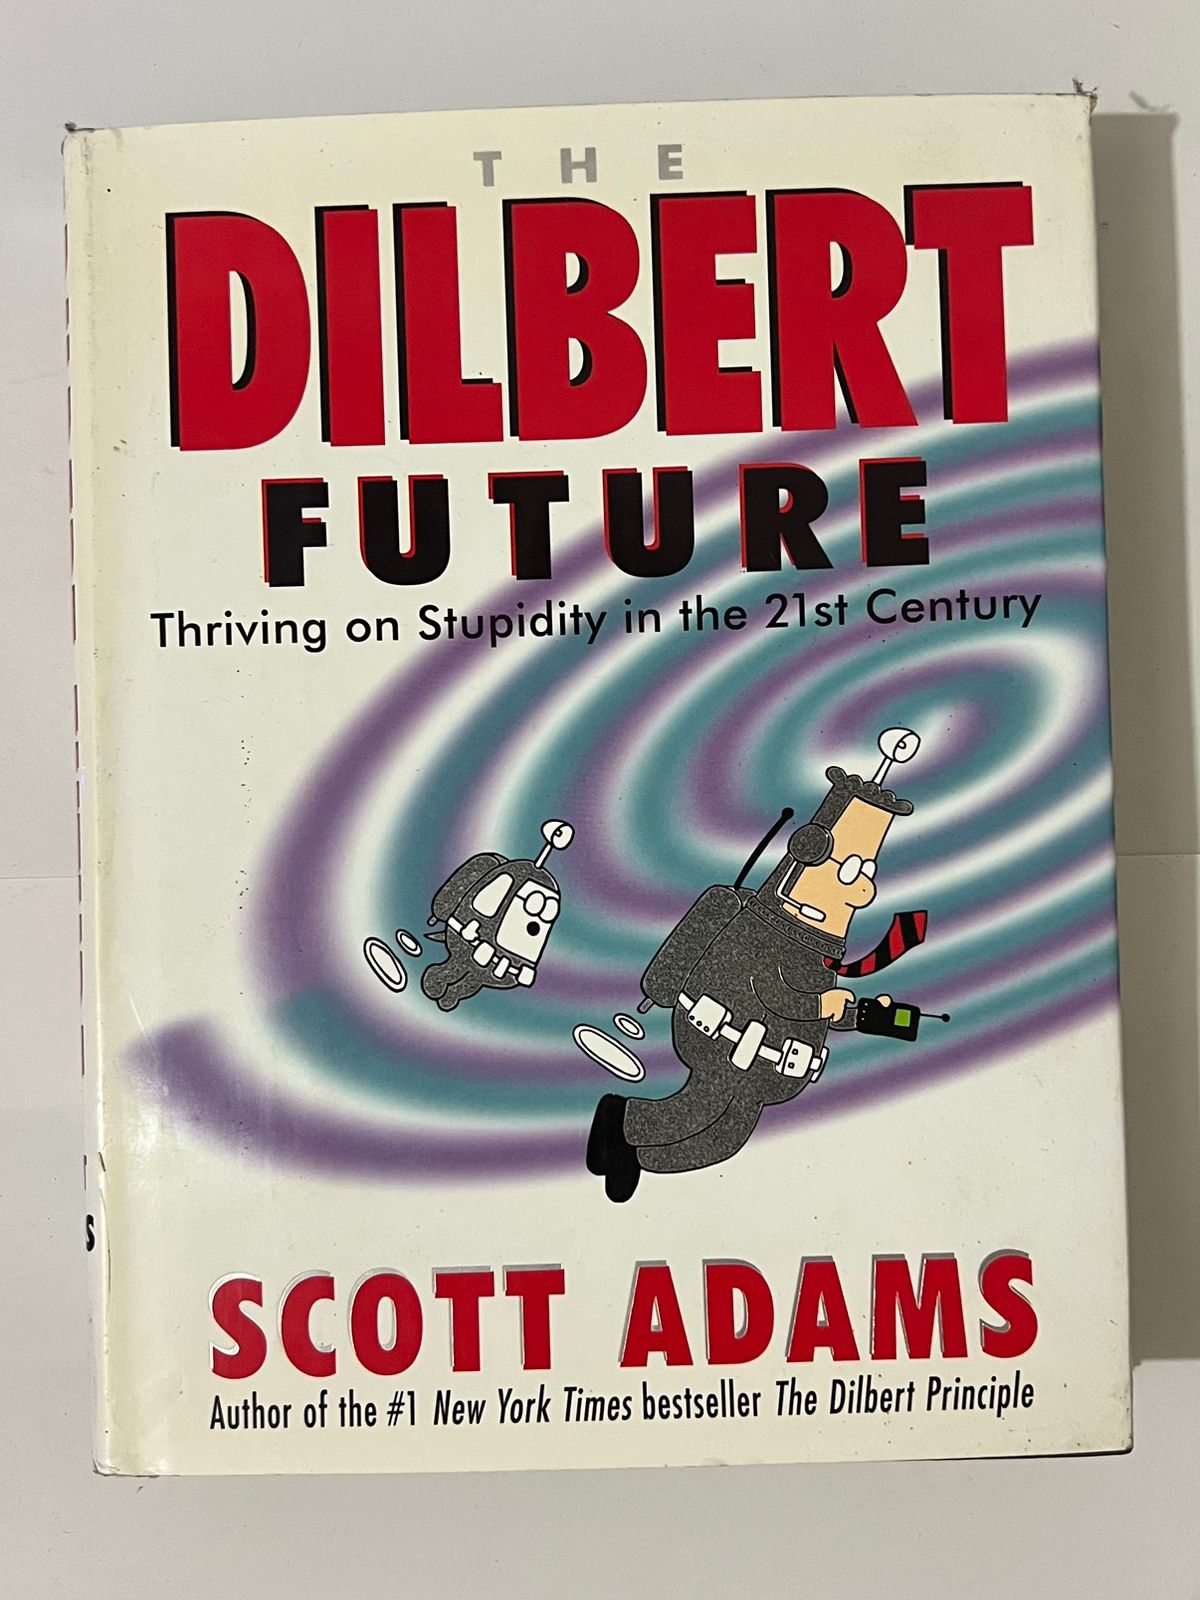 THE
DILBERT
FUTURE
Thriving on Stupidity in the 21st Century
SCOTT ADAMS
Author of the #1 New York Times bestseller The Dilbert Principle
S